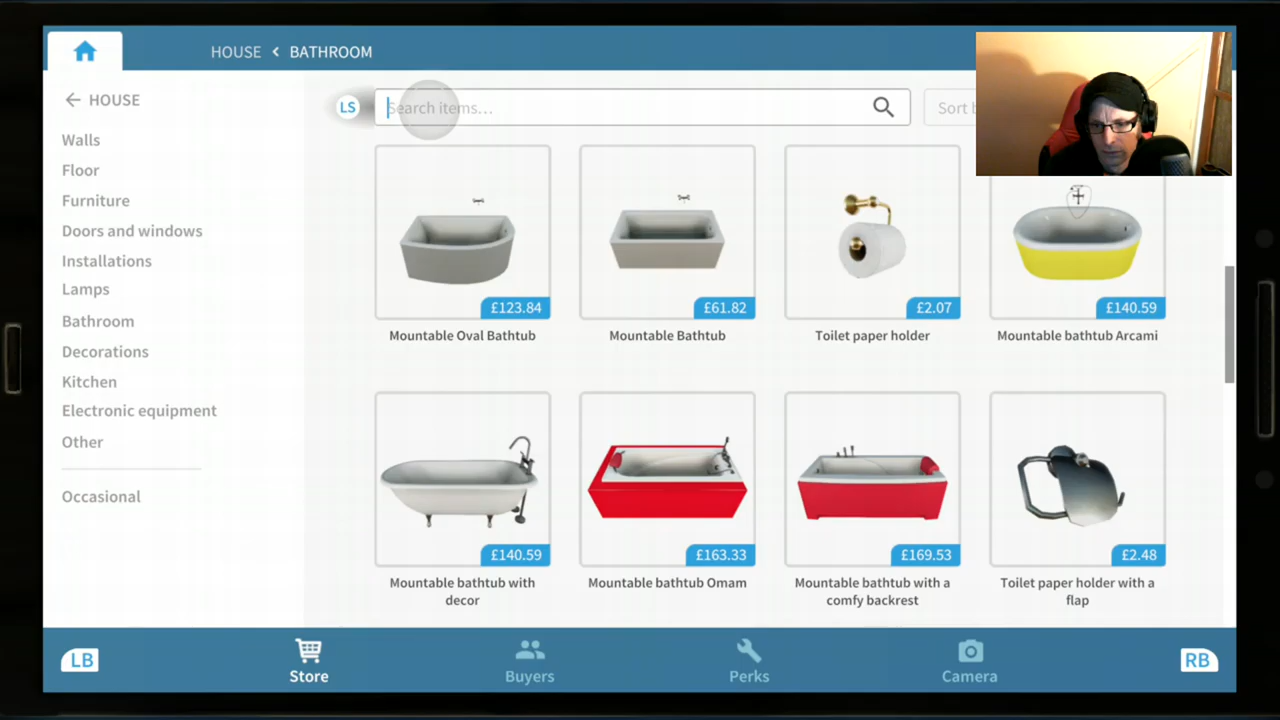 HOUSE < BATHROOM
HOUSE
Walls
Floor
Furniture
Doors and windows
Installations
Lamps
Bathroom
Decorations
Kitchen
Electronic equipment
Other
Occasional
LS
Search items...
Sort
£123.84
Mountable Oval Bathtub
£61.82
Mountable Bathtub
£2.07
Toilet paper holder
£140.59
Mountable bathtub Arcami
£140.59
Mountable bathtub with
decor
£163.33
Mountable bathtub Omam
£169.53
Mountable bathtub with a
comfy backrest
£2.48
Toilet paper holder with a
flap
LB
Store
Buyers
Perks
Camera
RB